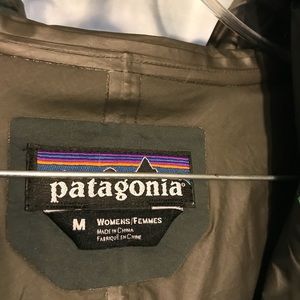 patagonia®
M WOMENS/FEMMES
MADE IN CHINA
FABRIQUÉ EN CHINE